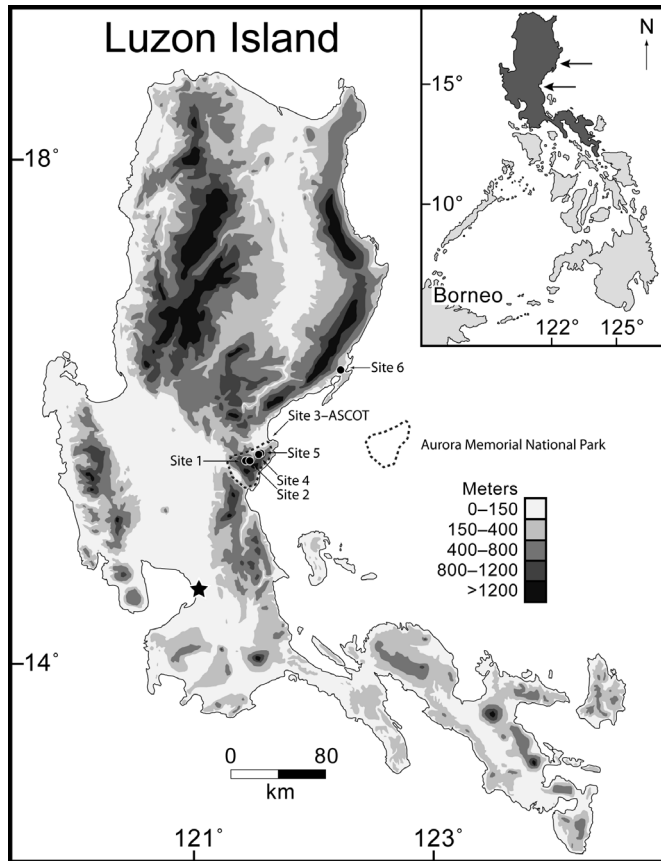 Luzon Island
N
15°
10°
Borneo
122° 125°
18°
Site 6
Site 3–ASCOT
Site 5
Site 1
Site 4
Site 2
Aurora Memorial National Park
Meters
0–150
150–400
400–800
800–1200
>1200
14°
0 80
km
121° 123°